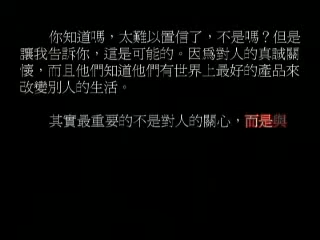 你知道嗎，太難以置信了，不是嗎？但是
讓我告訴你，這是可能的。因爲對人的真誠關
懷，而且他們知道他們有世界上最好的產品來
改變別人的生活。
其實最重要的不是對人的關心，而是與